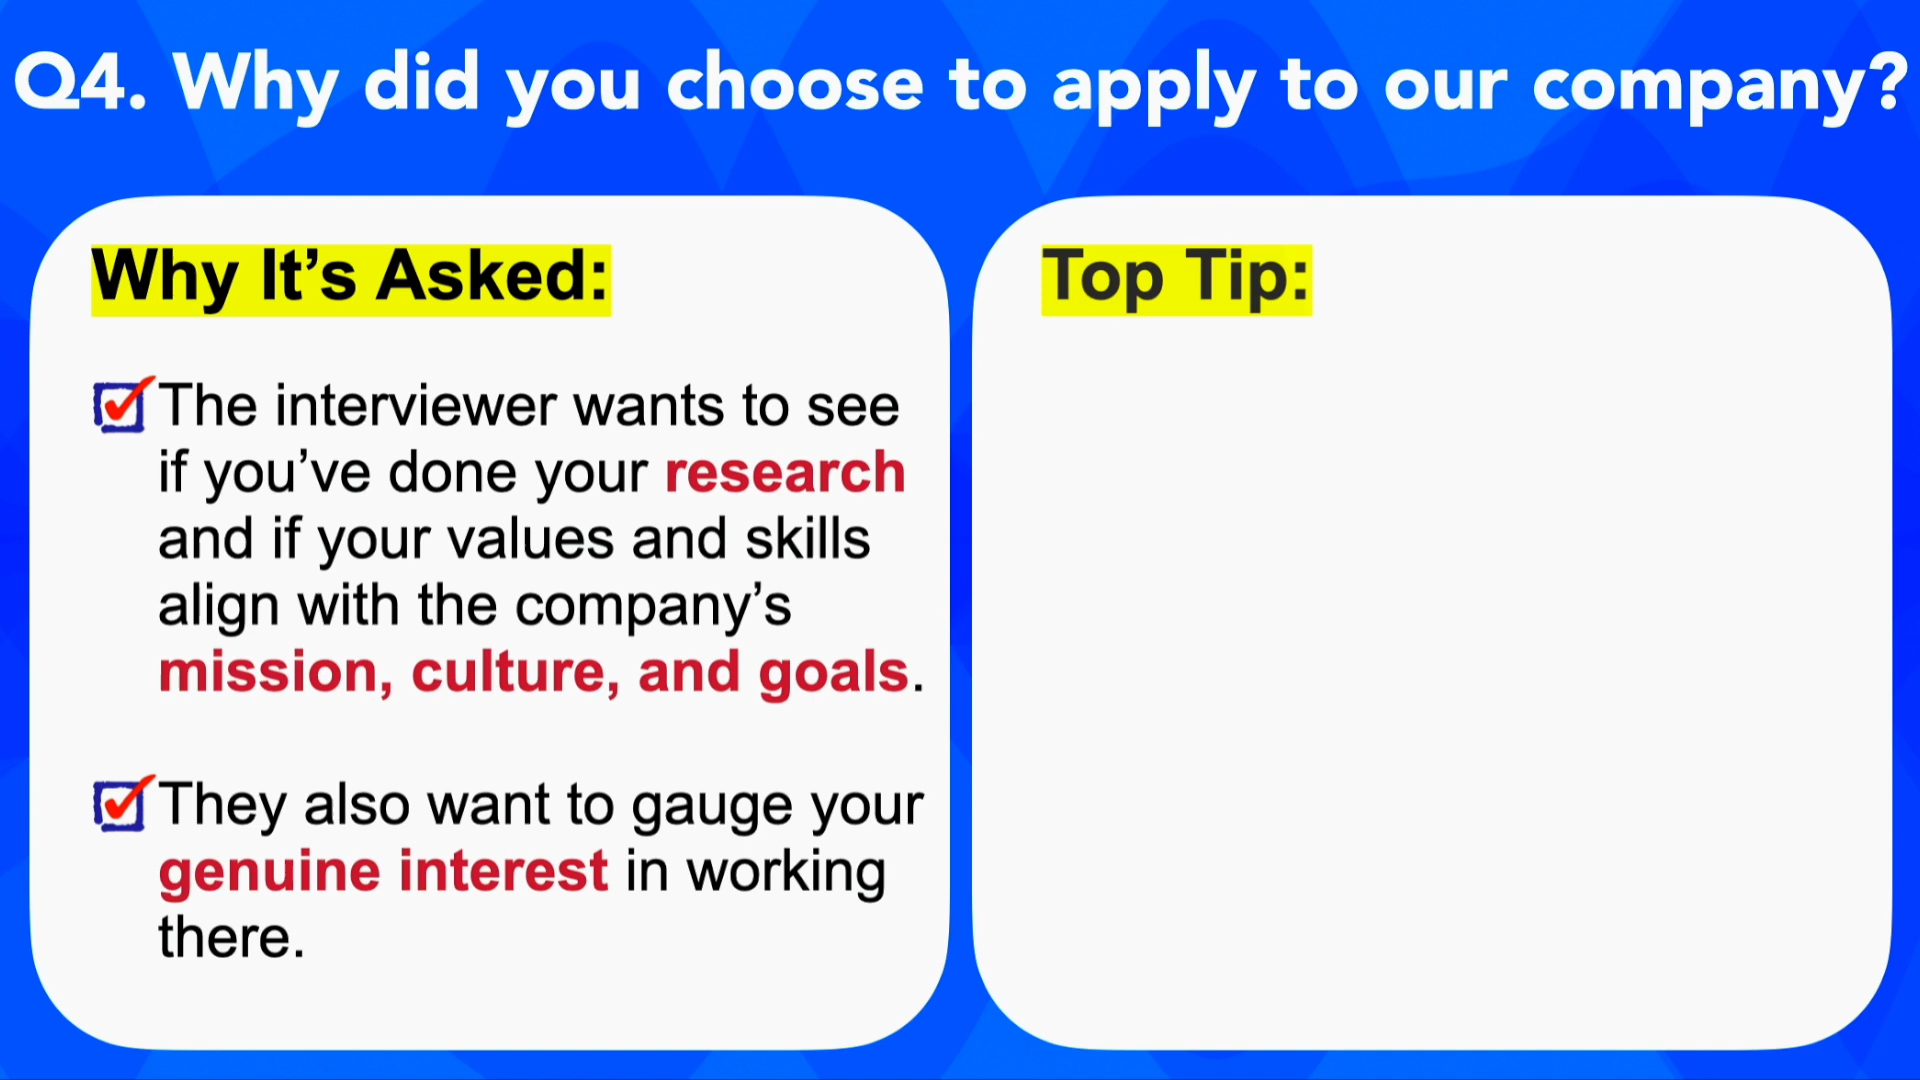 Q4. Why did you choose to apply to our company?
Why It’s Asked:
The interviewer wants to see
if you’ve done your research
and if your values and skills
align with the company’s
mission, culture, and goals.
They also want to gauge your
genuine interest in working
there.
Top Tip: